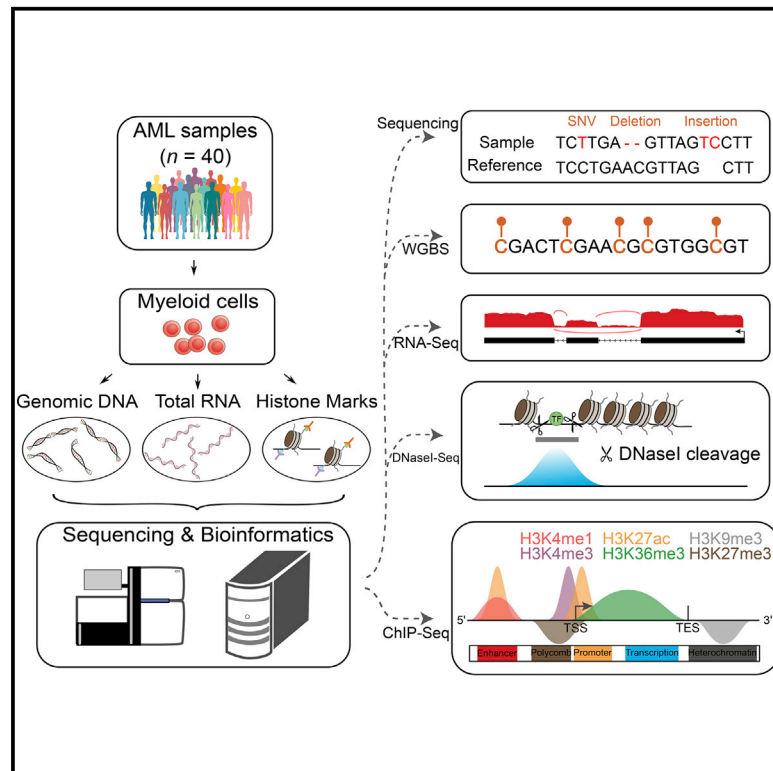 AML samples
(n = 40)
Myeloid cells
Genomic DNA
Total RNA
Histone Marks
Sequencing & Bioinformatics
Sequencing
SNV Deletion Insertion
Sample TCTTGA--GTTAGTCCTT
Reference TCCTGAACGTTAG CTT
WGBS
CGACTCGAACGCGTGGCGT
RNA-Seq
DNaseI-Seq
TF
DNaseI cleavage
ChIP-Seq
H3K4me1 H3K27ac H3K9me3
H3K4me3 H3K36me3 H3K27me3
5' 3'
TSS TES
Enhancer Polycomb Promoter Transcription Heterochromatin